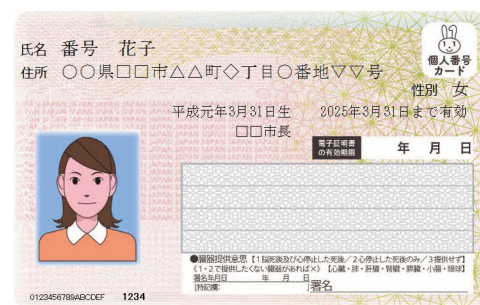 氏名 番号 花子
個人番号
カード
住所 ○○県□□市△△町◇丁目○番地▽▽号
性別 女
平成元年3月31日生 2025年3月31日まで有効
□□市長
電子証明書
の有効期限 年 月 日
●臓器提供意思【1脳死後及び心停止した死後/2心停止した死後のみ/3提供せず】
《1・2で提供したくない臓器があれば×》【心臓・肺・肝臓・腎臓・膵臓・小腸・眼球】
署名年月日 年 月 日
[特記欄: ]署名
0123456789ABCDEF 1234